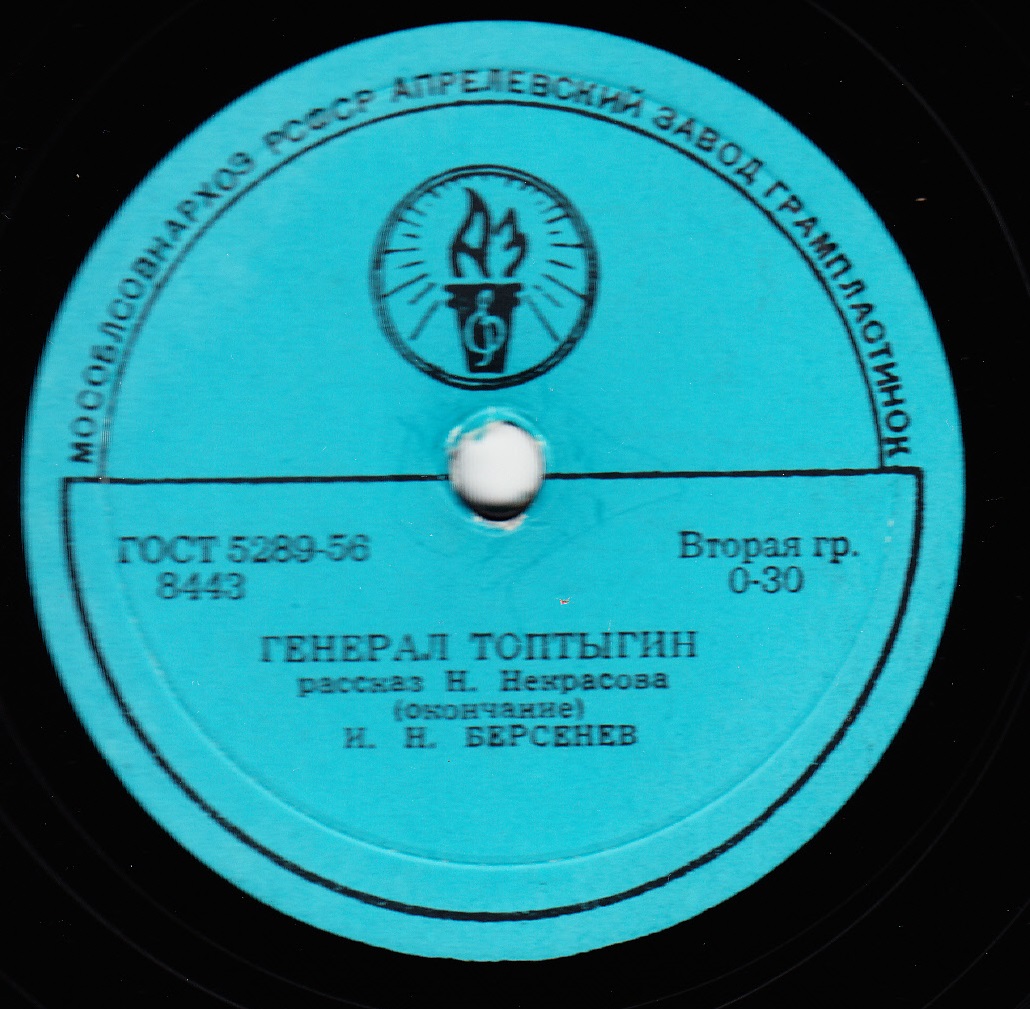 МОСОБЛСОВНАРХОЗ РСФСР АПРЕЛЕВСКИЙ ЗАВОД ГРАМПЛАСТИНОК
АЗ
ГОСТ 5289-56
8443
Вторая гр.
0-30
ГЕНЕРАЛ ТОПТЫГИН
рассказ Н. Некрасова
(окончание)
И. Н. БЕРСЕНЕВ